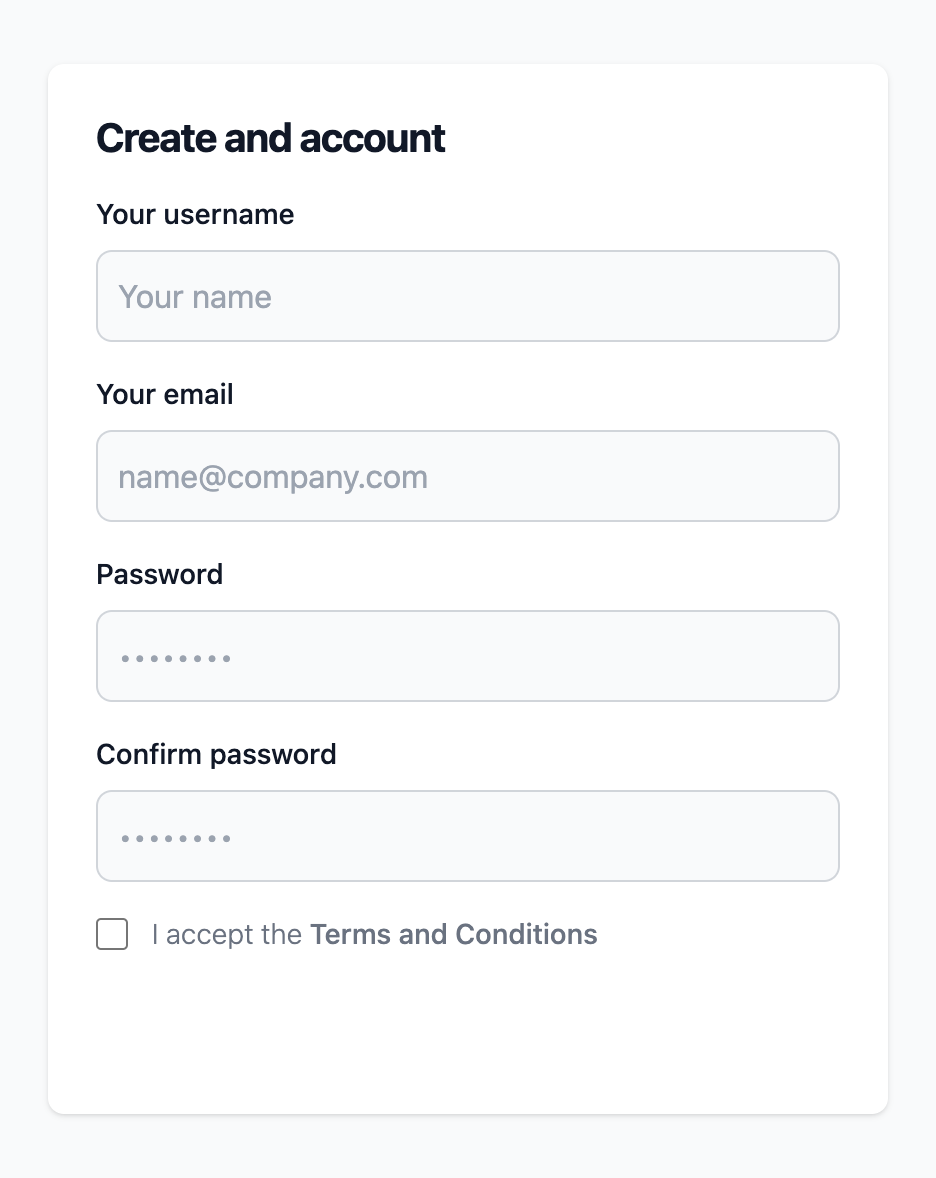 Create and account
Your username
Your name
Your email
name@company.com
Password
••••••••
Confirm password
••••••••
I accept the Terms and Conditions